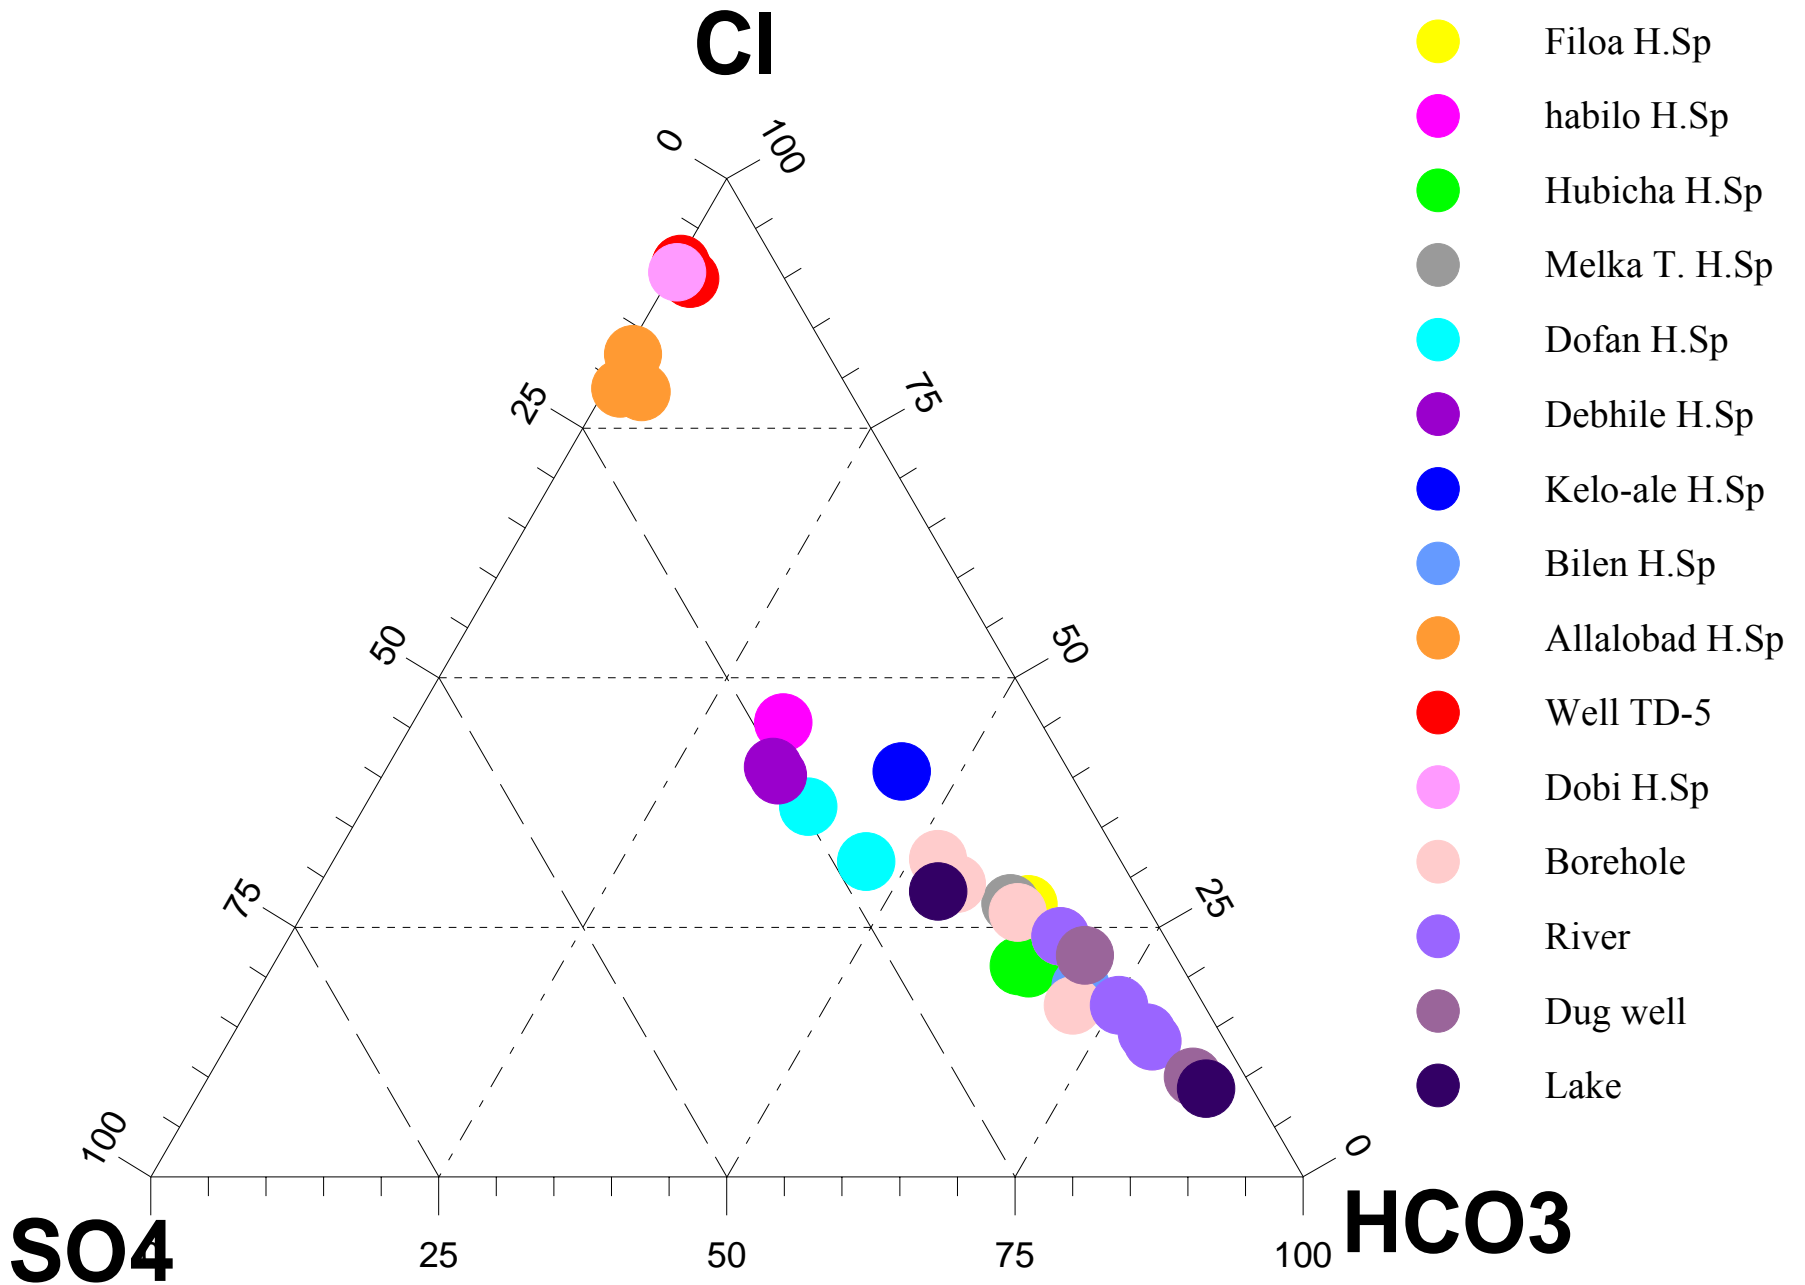 Cl
0
100
25
75
50
50
75
25
100
0
SO4
25
50
75
100
HCO3
Filoa H.Sp
habilo H.Sp
Hubicha H.Sp
Melka T. H.Sp
Dofan H.Sp
Debhile H.Sp
Kelo-ale H.Sp
Bilen H.Sp
Allalobad H.Sp
Well TD-5
Dobi H.Sp
Borehole
River
Dug well
Lake